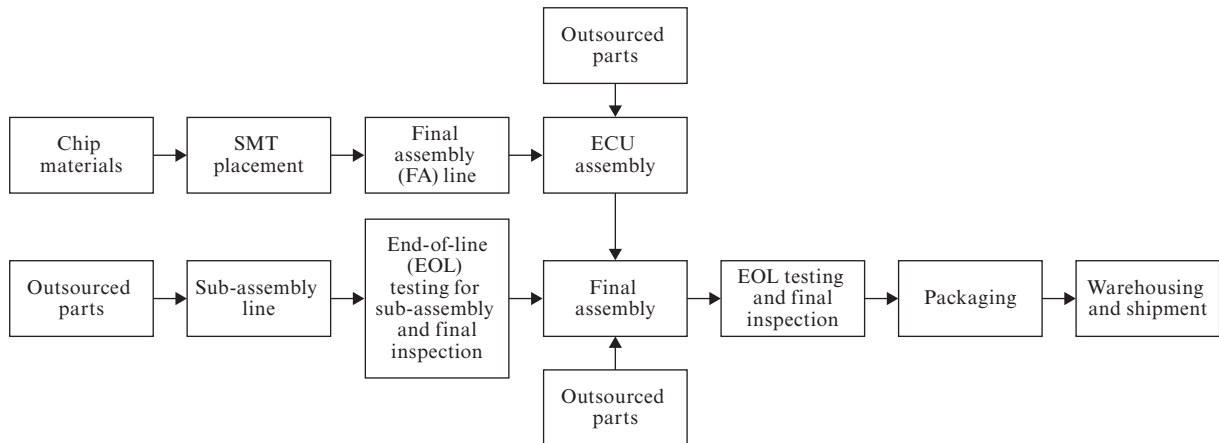 Outsourced
parts
Chip
materials
SMT
placement
Final
assembly
(FA) line
ECU
assembly
Outsourced
parts
Sub-assembly
line
End-of-line
(EOL)
testing for
sub-assembly
and final
inspection
Final
assembly
EOL testing
and final
inspection
Packaging
Warehousing
and shipment
Outsourced
parts